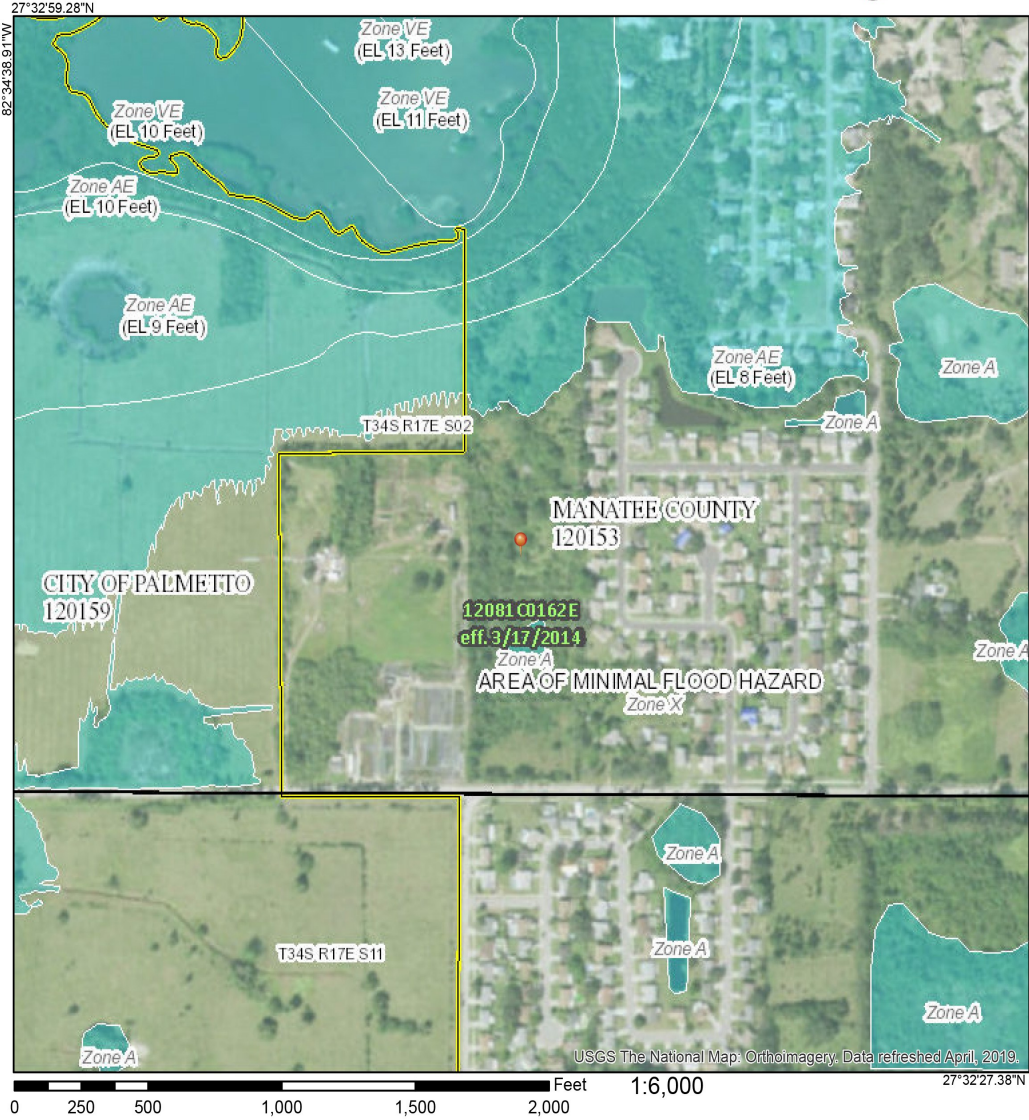 27°32'59.28"N
82°34'38.91"W
Zone VE
(EL 13 Feet)
Zone VE
(EL 11 Feet)
Zone VE
(EL 10 Feet)
Zone AE
(EL 10 Feet)
Zone AE
(EL 9 Feet)
Zone AE
(EL 8 Feet)
Zone A
Zone A
T34S R17E S02
MANATEE COUNTY
120153
CITY OF PALMETTO
120159
12081C0162E
eff. 3/17/2014
Zone A
Zone A
AREA OF MINIMAL FLOOD HAZARD
Zone X
Zone A
Zone A
T34S R17E S11
Zone A
Zone A
USGS The National Map: Orthoimagery. Data refreshed April, 2019.
27°32'27.38"N
Feet
1:6,000
0 250 500 1,000 1,500 2,000